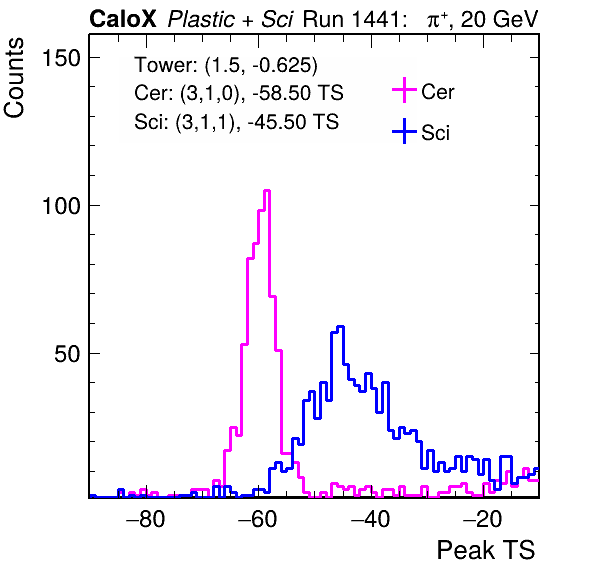 CaloX Plastic + Sci Run 1441: π⁺, 20 GeV
Counts
150
100
50
Tower: (1.5, -0.625)
Cer: (3,1,0), -58.50 TS
Sci: (3,1,1), -45.50 TS
Cer
Sci
−80 −60 −40 −20
Peak TS